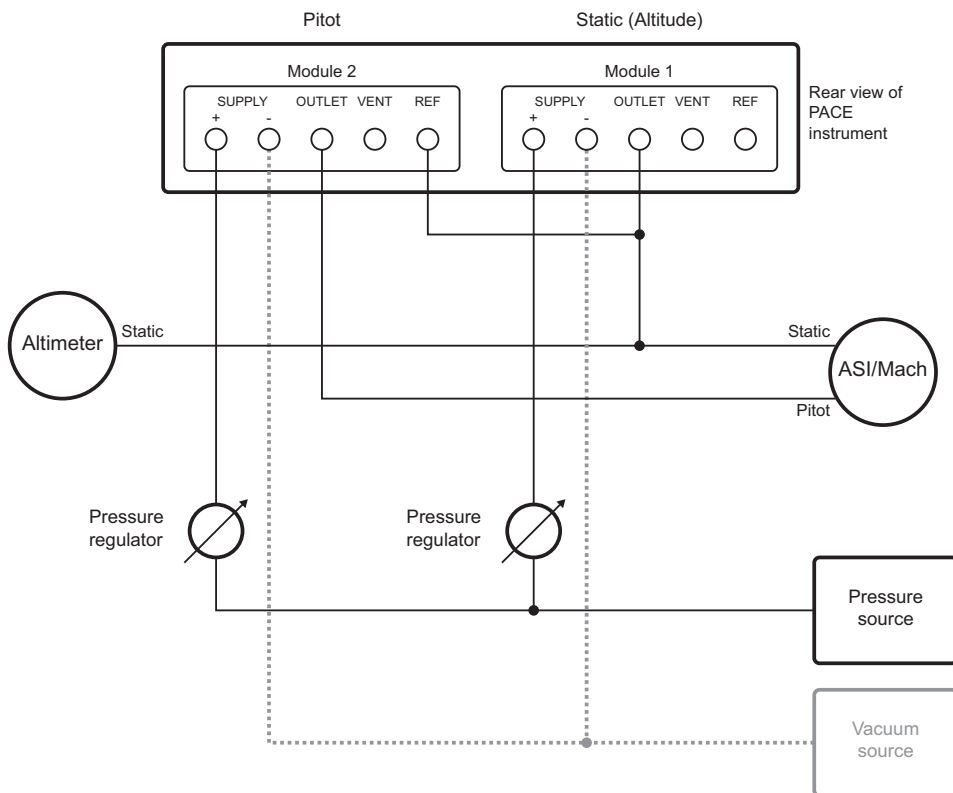 Pitot
Static (Altitude)
Module 2
Module 1
SUPPLY OUTLET VENT REF
+ -
SUPPLY OUTLET VENT REF
+ -
Rear view of
PACE
instrument
Altimeter
Static
Static
ASI/Mach
Pitot
Pressure
regulator
Pressure
regulator
Pressure
source
Vacuum
source